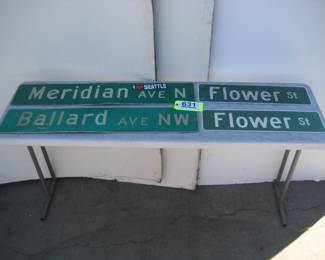 Meridian AVE N
I SEATTLE
631
Flower St
Ballard AVE NW
Flower St